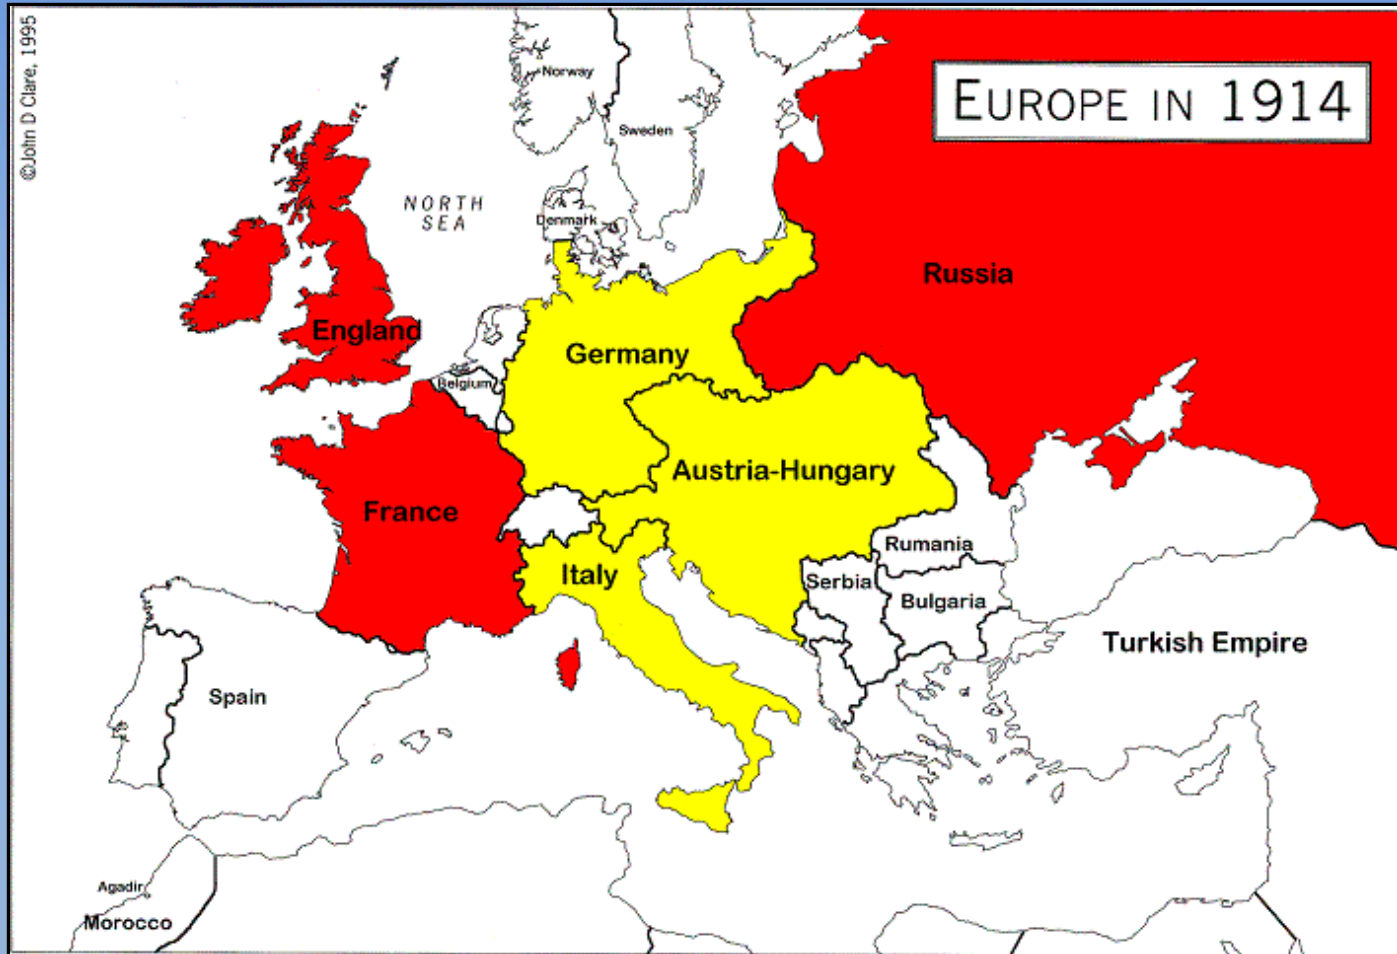 ©John D Clare, 1995
EUROPE IN 1914
Norway
Sweden
NORTH
SEA
Denmark
Russia
England
Germany
Belgium
Austria-Hungary
France
Rumania
Italy
Serbia
Bulgaria
Turkish Empire
Spain
Agadir
Morocco